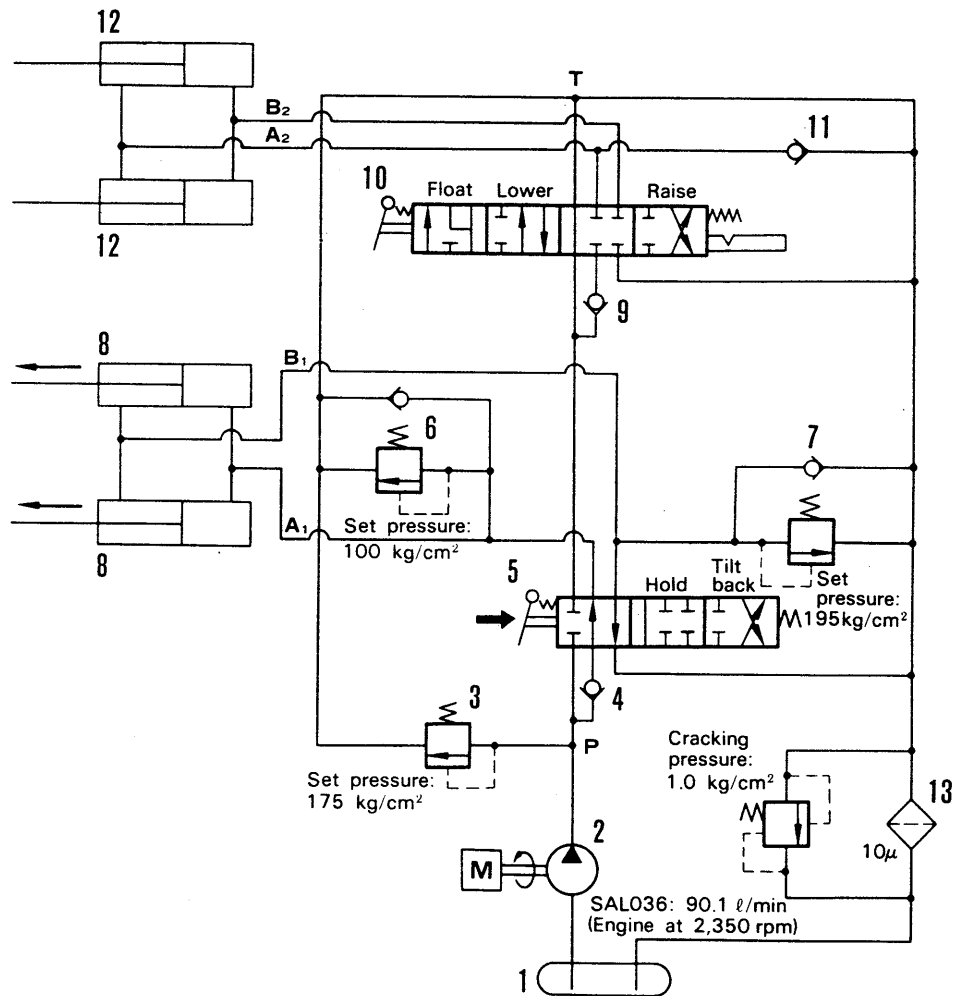 12
T
B₂
A₂
11
10
Float Lower Raise
12
9
8
B₁
6
7
Set pressure:
100 kg/cm²
A₁
8
5
Hold
Tilt
back
Set
pressure:
195kg/cm²
4
3
P
Set pressure:
175 kg/cm²
Cracking
pressure:
1.0 kg/cm²
13
10μ
2
M
SAL036: 90.1 ℓ/min
(Engine at 2,350 rpm)
1